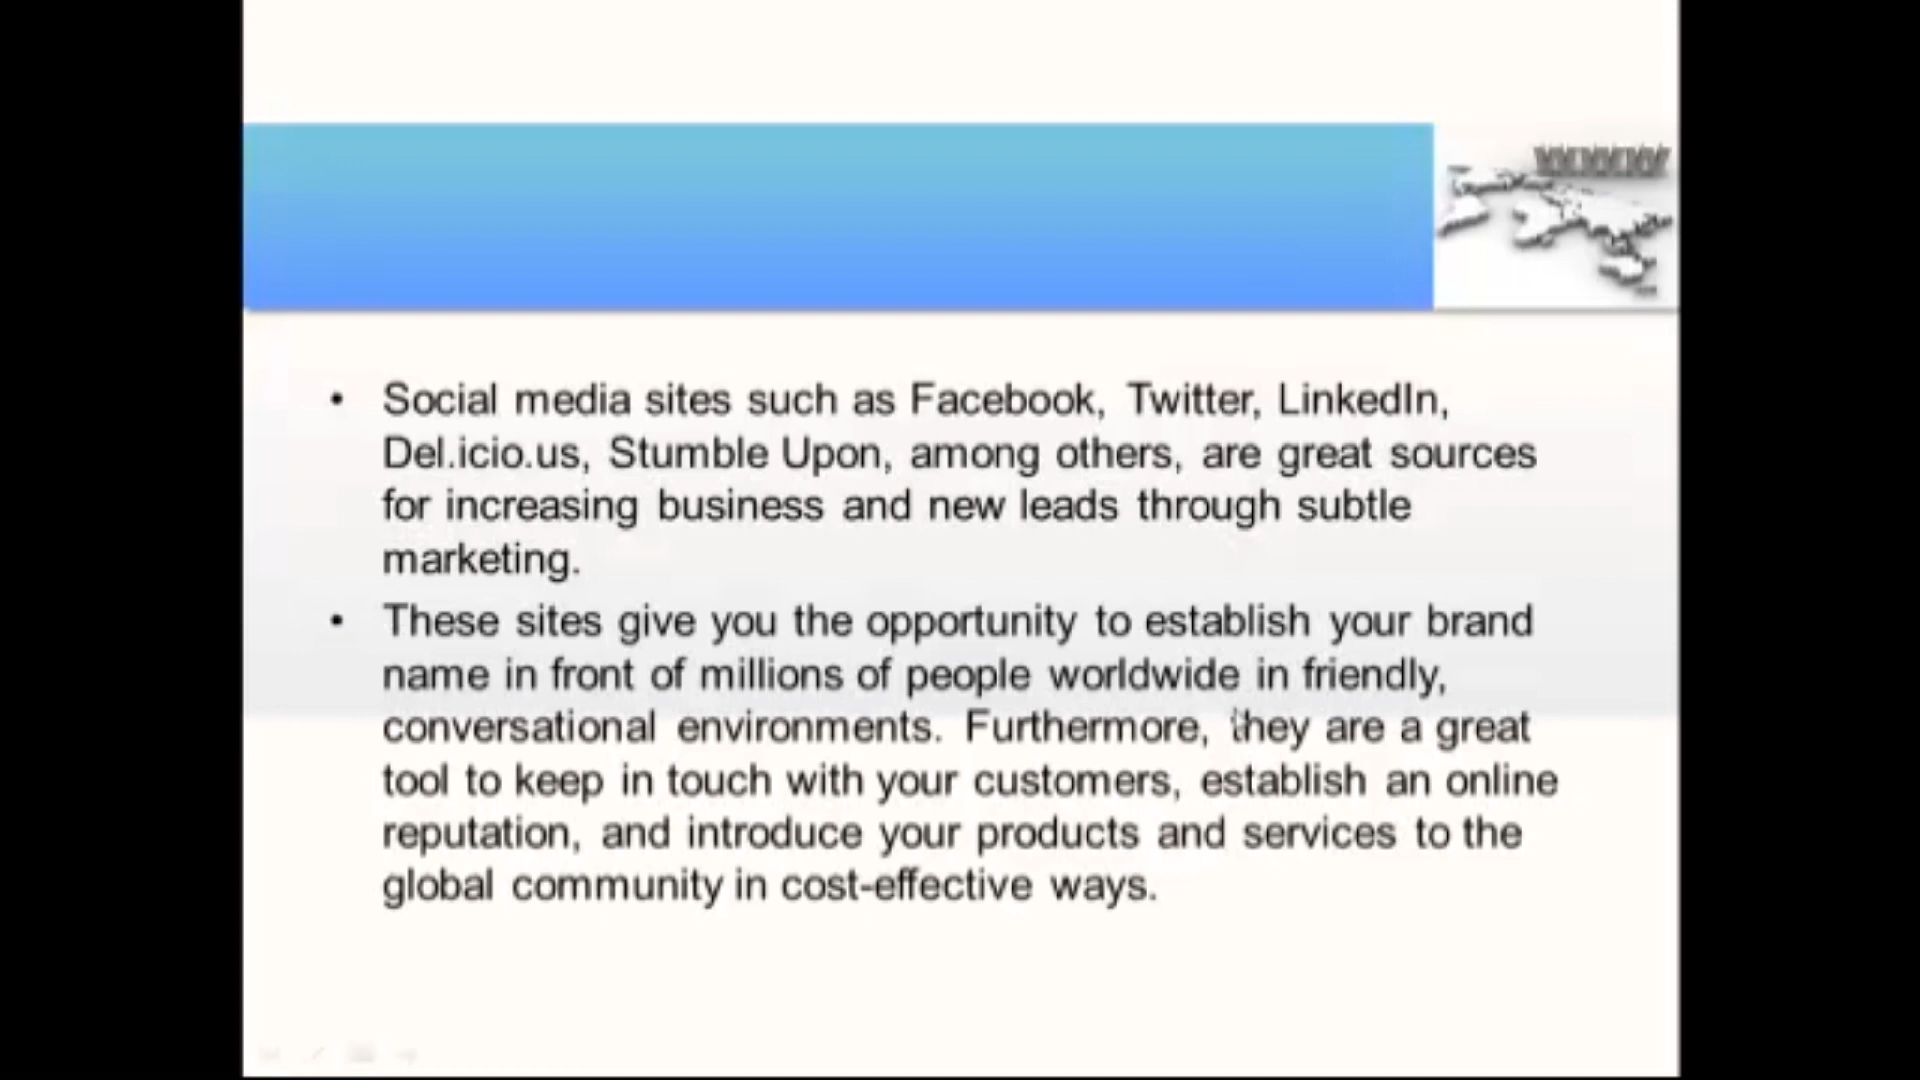 WWW
• Social media sites such as Facebook, Twitter, LinkedIn,
Del.icio.us, Stumble Upon, among others, are great sources
for increasing business and new leads through subtle
marketing.
• These sites give you the opportunity to establish your brand
name in front of millions of people worldwide in friendly,
conversational environments. Furthermore, they are a great
tool to keep in touch with your customers, establish an online
reputation, and introduce your products and services to the
global community in cost-effective ways.